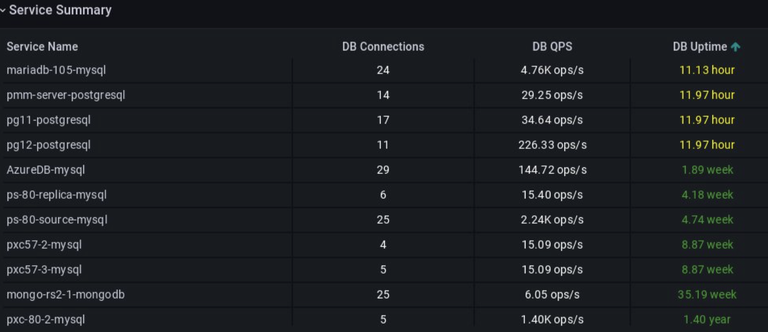 Service Summary
Service Name DB Connections DB QPS DB Uptime
mariadb-105-mysql 24 4.76K ops/s 11.13 hour
pmm-server-postgresql 14 29.25 ops/s 11.97 hour
pg11-postgresql 17 34.64 ops/s 11.97 hour
pg12-postgresql 11 226.33 ops/s 11.97 hour
AzureDB-mysql 29 144.72 ops/s 1.89 week
ps-80-replica-mysql 6 15.40 ops/s 4.18 week
ps-80-source-mysql 25 2.24K ops/s 4.74 week
pxc57-2-mysql 4 15.09 ops/s 8.87 week
pxc57-3-mysql 5 15.09 ops/s 8.87 week
mongo-rs2-1-mongodb 25 6.05 ops/s 35.19 week
pxc-80-2-mysql 5 1.40K ops/s 1.40 year